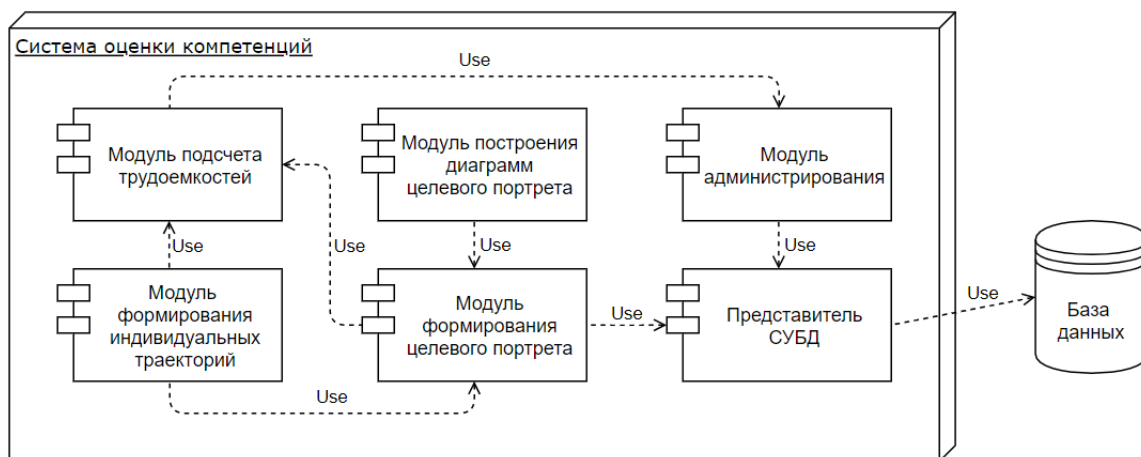 Система оценки компетенций
Use
Модуль подсчета
трудоемкостей
Модуль построения
диаграмм
целевого портрета
Модуль
администрирования
Use
Use
Use
Use
Модуль
формирования
индивидуальных
траекторий
Модуль
формирования
целевого портрета
Use
Представитель
СУБД
Use
База
данных
Use